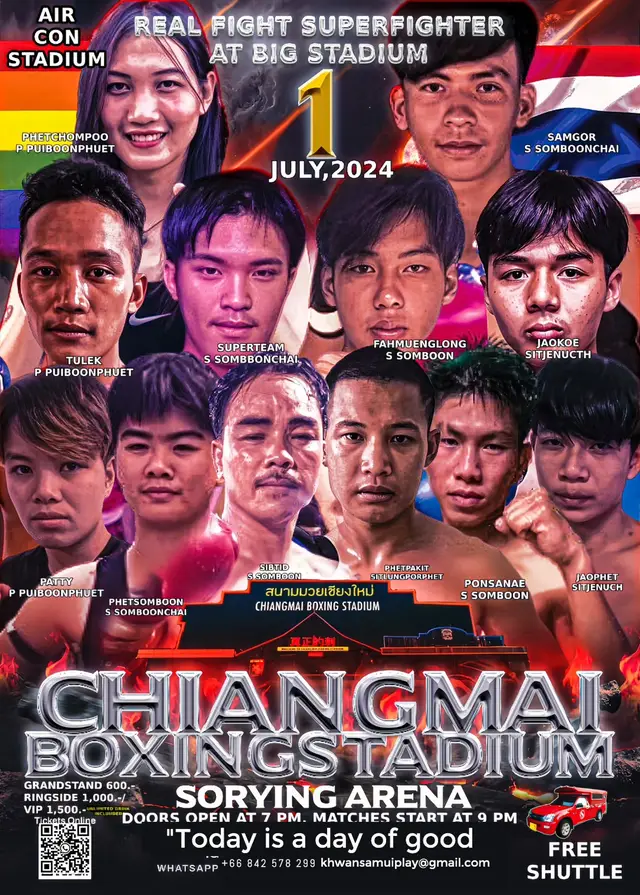 AIR
CON
STADIUM
REAL FIGHT SUPERFIGHTER
AT BIG STADIUM
1
JULY,2024
PHETCHOMPOO
P PUIBOONPHUET
SAMGOR
S SOMBOONCHAI
TULEK
P PUIBOONPHUET
SUPERTEAM
S SOMBBONCHAI
FAHMUENGLONG
S SOMBOON
JAOKOE
SITJENUCTH
PATTY
P PUIBOONPHUET
PHETSOMBOON
S SOMBOONCHAI
SIBTID
S SOMBOON
PHETPAKIT
SITLUNGPORPHET
PONSANAE
S SOMBOON
JAOPHET
SITJENUCH
สนามมวยเชียงใหม่
CHIANGMAI BOXING STADIUM
CHIANGMAI
BOXINGSTADIUM
GRANDSTAND 600.-
RINGSIDE 1,000.-/
VIP 1,500.-
UNLIMITED DRINK
INCLUDED
Tickets Online
SORYING ARENA
DOORS OPEN AT 7 PM. MATCHES START AT 9 PM
"Today is a day of good
WHATSAPP +66 842 578 299 khwansamuiplay@gmail.com
FREE
SHUTTLE